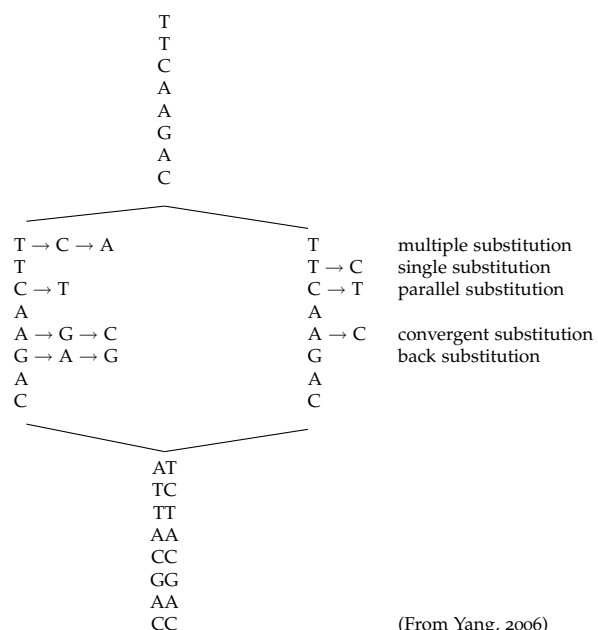 T
T
C
A
A
G
A
C
T → C → A T multiple substitution
T T → C single substitution
C → T C → T parallel substitution
A A
A → G → C A → C convergent substitution
G → A → G G back substitution
A A
C C
AT
TC
TT
AA
CC
GG
AA
CC (From Yang, 2006)